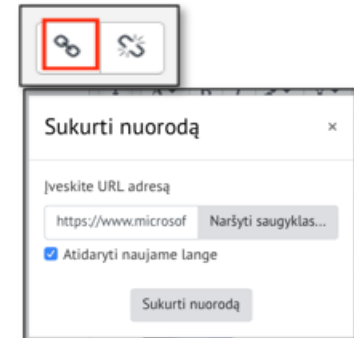 Sukurti nuorodą
Įveskite URL adresą
https://www.microsof Naršyti saugyklas...
Atidaryti naujame lange
Sukurti nuorodą